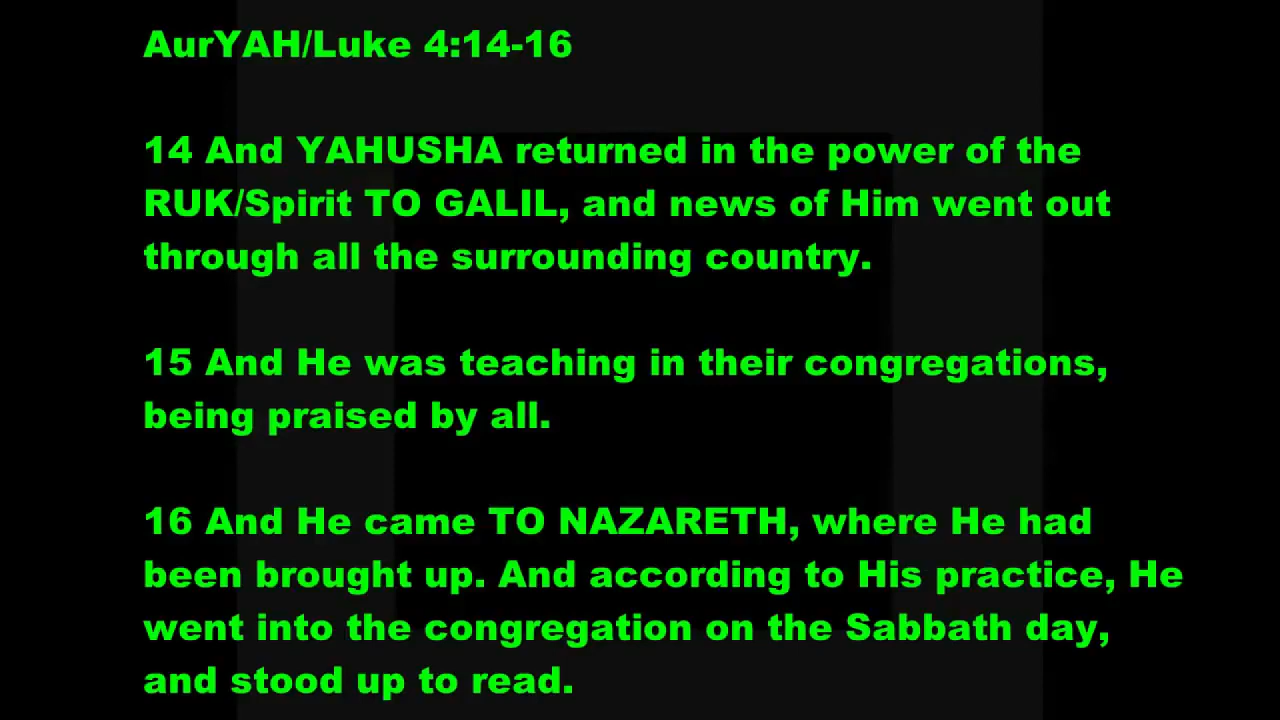 AurYAH/Luke 4:14-16
14 And YAHUSHA returned in the power of the
RUK/Spirit TO GALIL, and news of Him went out
through all the surrounding country.
15 And He was teaching in their congregations,
being praised by all.
16 And He came TO NAZARETH, where He had
been brought up. And according to His practice, He
went into the congregation on the Sabbath day,
and stood up to read.